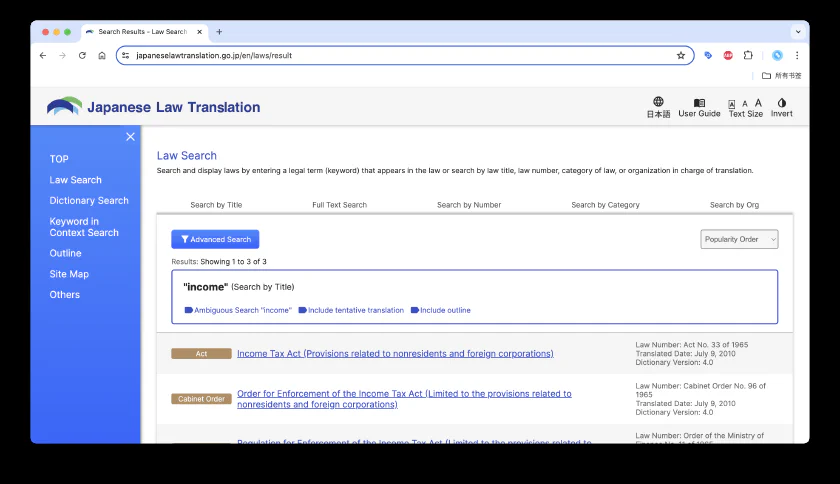 Search Results - Law Search
japaneselawtranslation.go.jp/en/laws/result
所有书签
Japanese Law Translation
日本語
User Guide
A A A
Text Size
Invert
TOP
Law Search
Dictionary Search
Keyword in
Context Search
Outline
Site Map
Others
Law Search
Search and display laws by entering a legal term (keyword) that appears in the law or search by law title, law number, category of law, or organization in charge of translation.
Search by Title
Full Text Search
Search by Number
Search by Category
Search by Org
Advanced Search
Popularity Order
Results: Showing 1 to 3 of 3
"income" (Search by Title)
Ambiguous Search "income"
Include tentative translation
Include outline
Act
Income Tax Act (Provisions related to nonresidents and foreign corporations)
Law Number: Act No. 33 of 1965
Translated Date: July 9, 2010
Dictionary Version: 4.0
Cabinet Order
Order for Enforcement of the Income Tax Act (Limited to the provisions related to
nonresidents and foreign corporations)
Law Number: Cabinet Order No. 96 of
1965
Translated Date: July 9, 2010
Dictionary Version: 4.0
Regulation for Enforcement of the Income Tax Act (Limited to the provisions related to
Law Number: Order of the Ministry of
Finance No. 11 of 1965